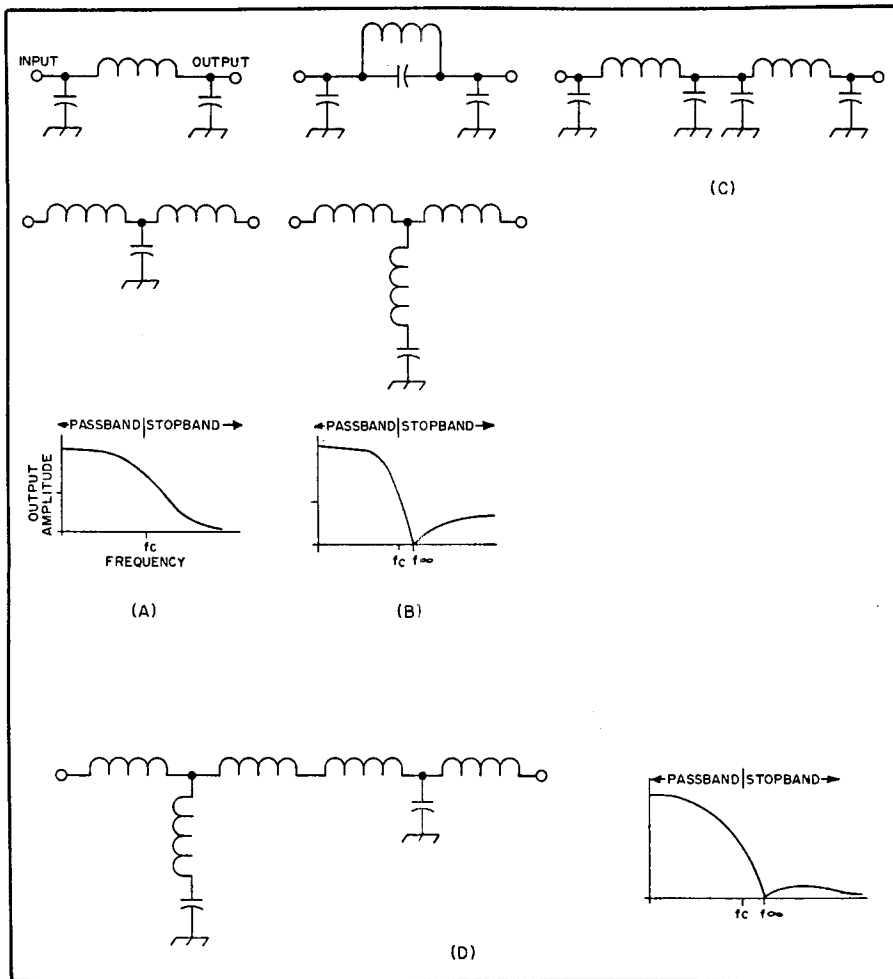 INPUT OUTPUT
(C)
◄PASSBAND|STOPBAND► ◄PASSBAND|STOPBAND►
OUTPUT
AMPLITUDE
fc fc f∞
FREQUENCY
(A) (B)
◄PASSBAND|STOPBAND►
fc f∞
(D)